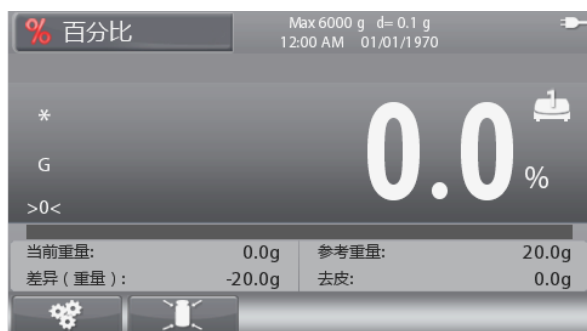 % 百分比
Max 6000 g d= 0.1 g
12:00 AM 01/01/1970
*
G
>0<
1
0.0 %
当前重量: 0.0g
参考重量: 20.0g
差异（重量）: -20.0g
去皮: 0.0g